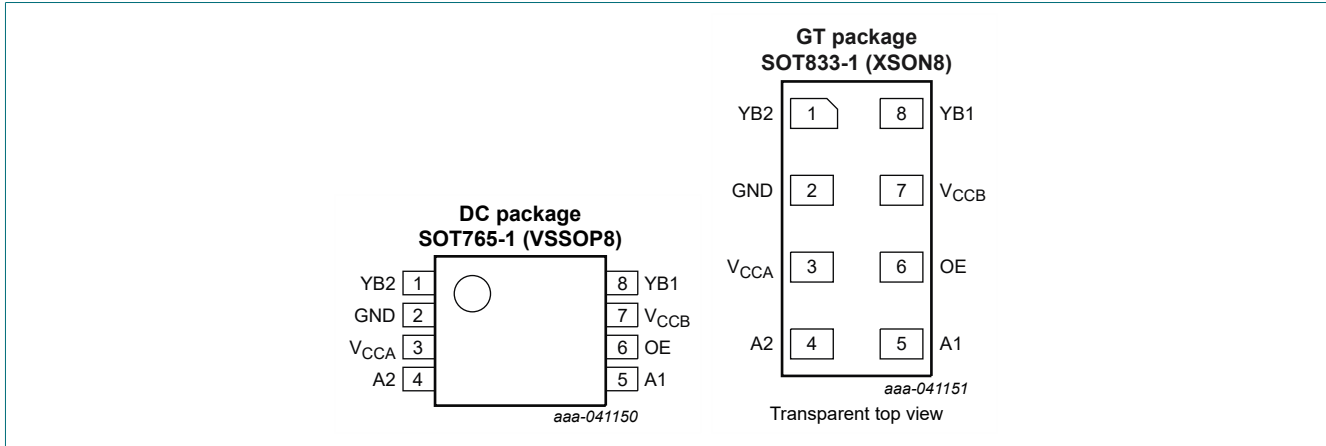 DC package
SOT765-1 (VSSOP8)
YB2 1 8 YB1
GND 2 7 VCCB
VCCA 3 6 OE
A2 4 5 A1
aaa-041150
GT package
SOT833-1 (XSON8)
YB2 1 8 YB1
GND 2 7 VCCB
VCCA 3 6 OE
A2 4 5 A1
aaa-041151
Transparent top view